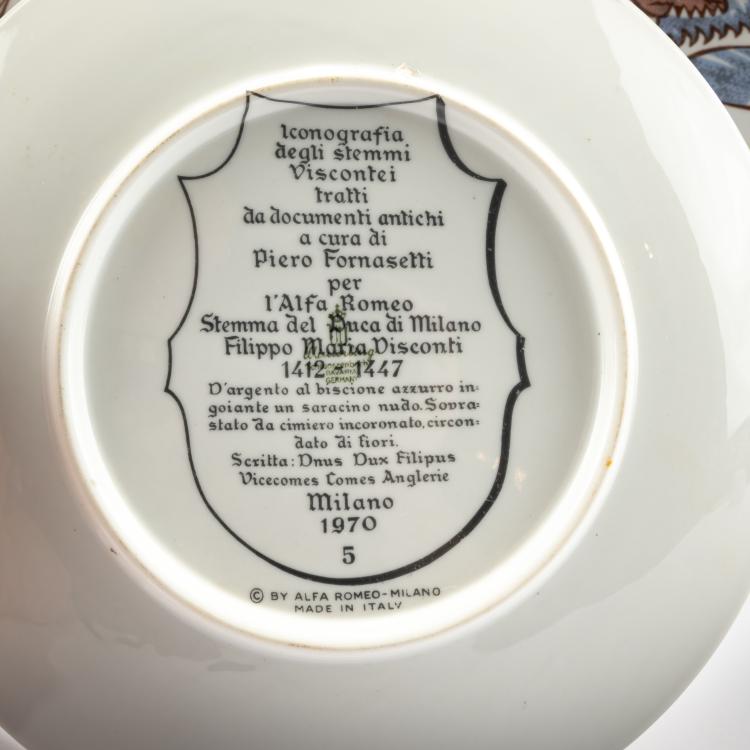 Iconografia
degli stemmi
Viscontei
tratti
da documenti antichi
a cura di
Piero Fornasetti
per
l'Alfa Romeo
Stemma del Duca di Milano
Filippo Maria Visconti
1412 - 1447
BAVARIA
GERMANY
D'argento al biscione azzurro in=
goiante un saracino nudo. Sovra=
stato da cimiero incoronato, circon=
dato di fiori.
Scritta: Dnus Dux Filipus
Vicecomes Comes Anglerie
Milano
1970
5
© BY ALFA ROMEO-MILANO
MADE IN ITALY